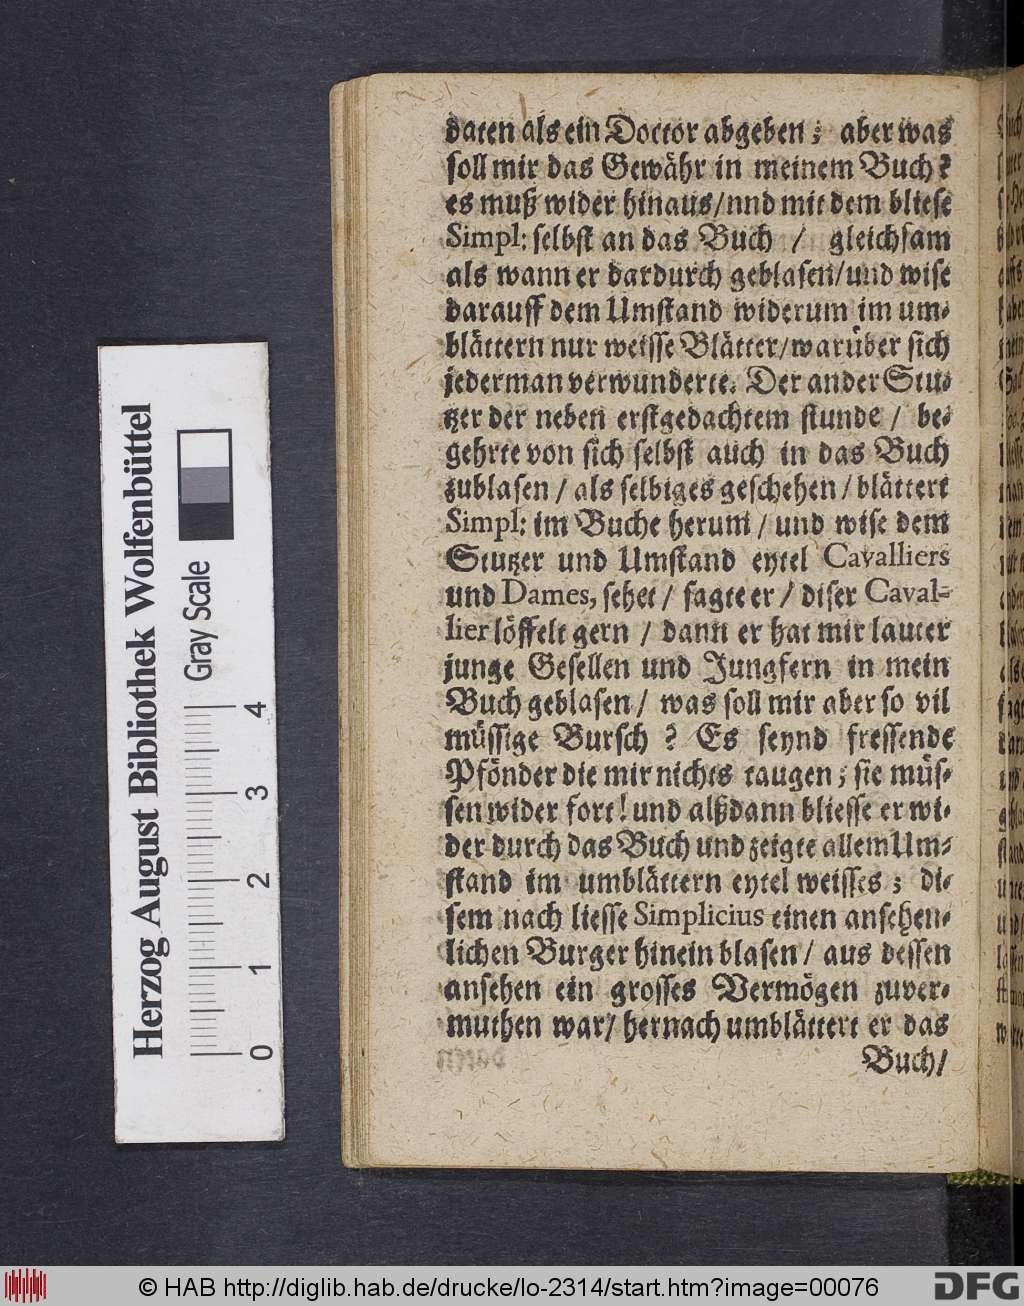 daten als ein Doctor abgeben; aber was
soll mir das Gewähr in meinem Buch?
es muß wider hinaus/nnd mit dem bliese
Simpl: selbst an das Buch / gleichsam
als wann er dardurch geblasen/und wise
darauff dem Umstand widerum im um-
blättern nur weisse Blätter/warüber sich
jederman verwunderte. Der ander Stu-
tzer der neben erstgedachtem stunde / be-
gehrte von sich selbst auch in das Buch
zublasen / als selbiges geschehen / blättert
Simpl: im Buche herum / und wise dem
Stutzer und Umstand eytel Cavalliers
und Dames, sehet / sagte er / diser Caval-
lier löffelt gern / dann er hat mir lauter
junge Gesellen und Jungfern in mein
Buch geblasen / was soll mir aber so vil
müssige Bursch ? Es seynd fressende
Pfönder die mir nichts taugen; sie müs-
sen wider fort! und alßdann bliesse er wi-
der durch das Buch und zeigte allem Um-
stand im umblättern eytel weisses; di-
sem nach liesse Simplicius einen ansehen-
lichen Burger hinein blasen / aus dessen
ansehen ein grosses Vermögen zuver-
muthen war/ hernach umblättert er das
Buch/
Herzog August Bibliothek Wolfenbüttel
Gray Scale
0 1 2 3 4
© HAB http://diglib.hab.de/drucke/lo-2314/start.htm?image=00076
DFG